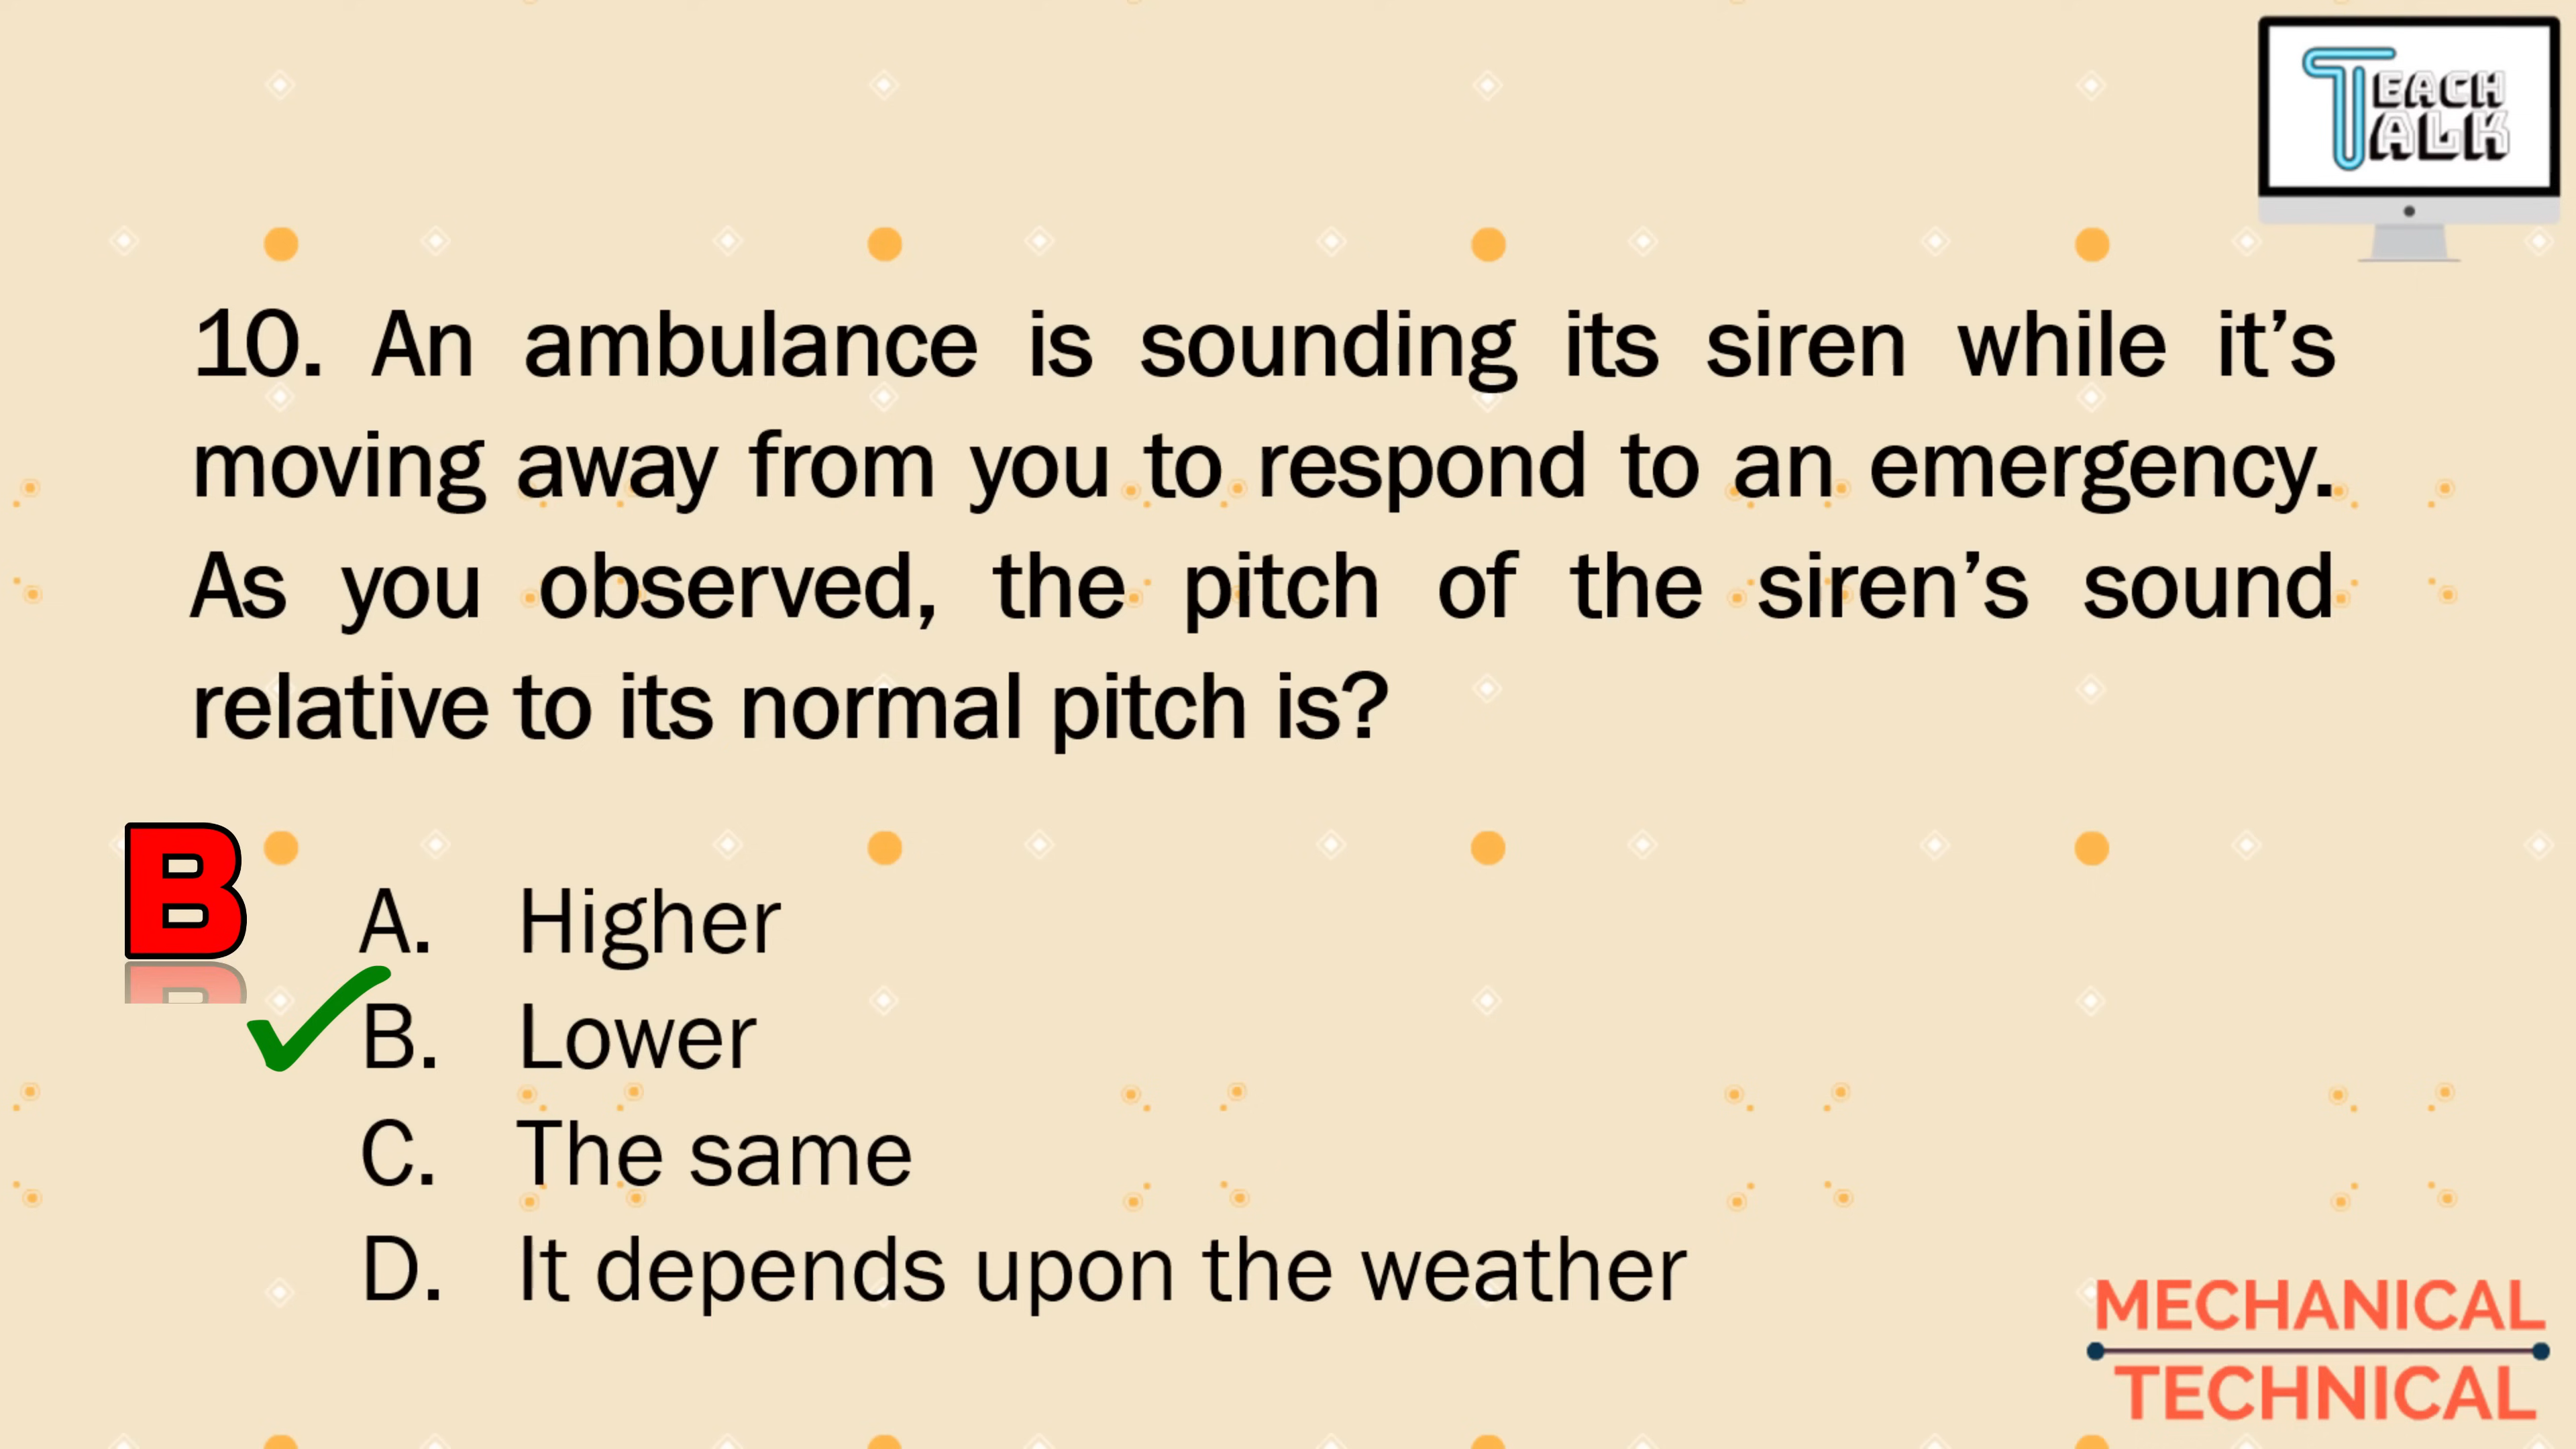 TEACH
TALK
10. An ambulance is sounding its siren while it’s
moving away from you to respond to an emergency.
As you observed, the pitch of the siren’s sound
relative to its normal pitch is?
B
A. Higher
B. Lower
C. The same
D. It depends upon the weather
MECHANICAL
TECHNICAL